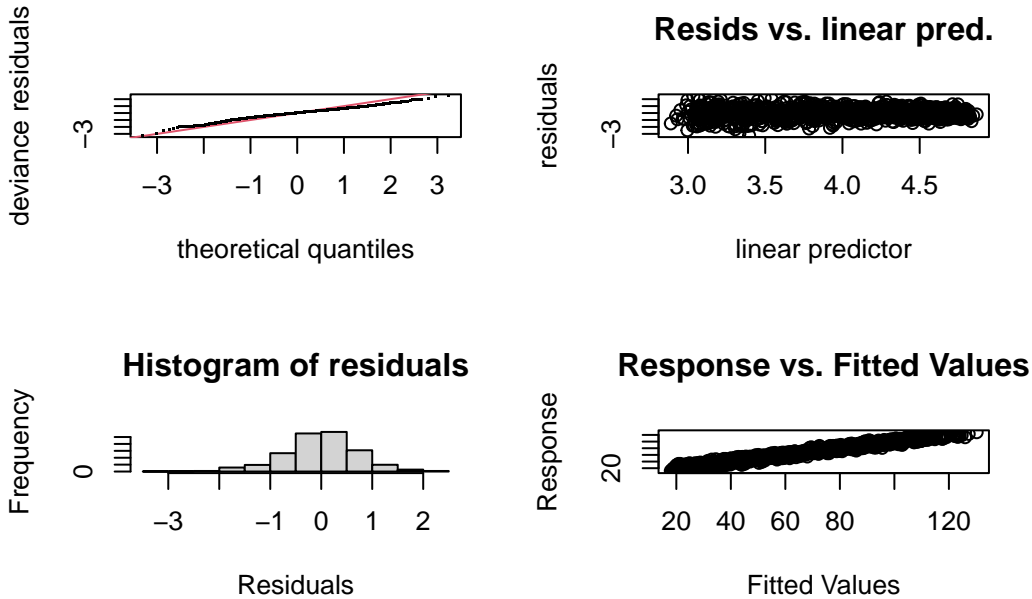 deviance residuals
−3
−3 −1 0 1 2 3
theoretical quantiles
Resids vs. linear pred.
residuals
−3
3.0 3.5 4.0 4.5
linear predictor
Histogram of residuals
Frequency
0
−3 −1 0 1 2
Residuals
Response vs. Fitted Values
Response
20
20 40 60 80 120
Fitted Values